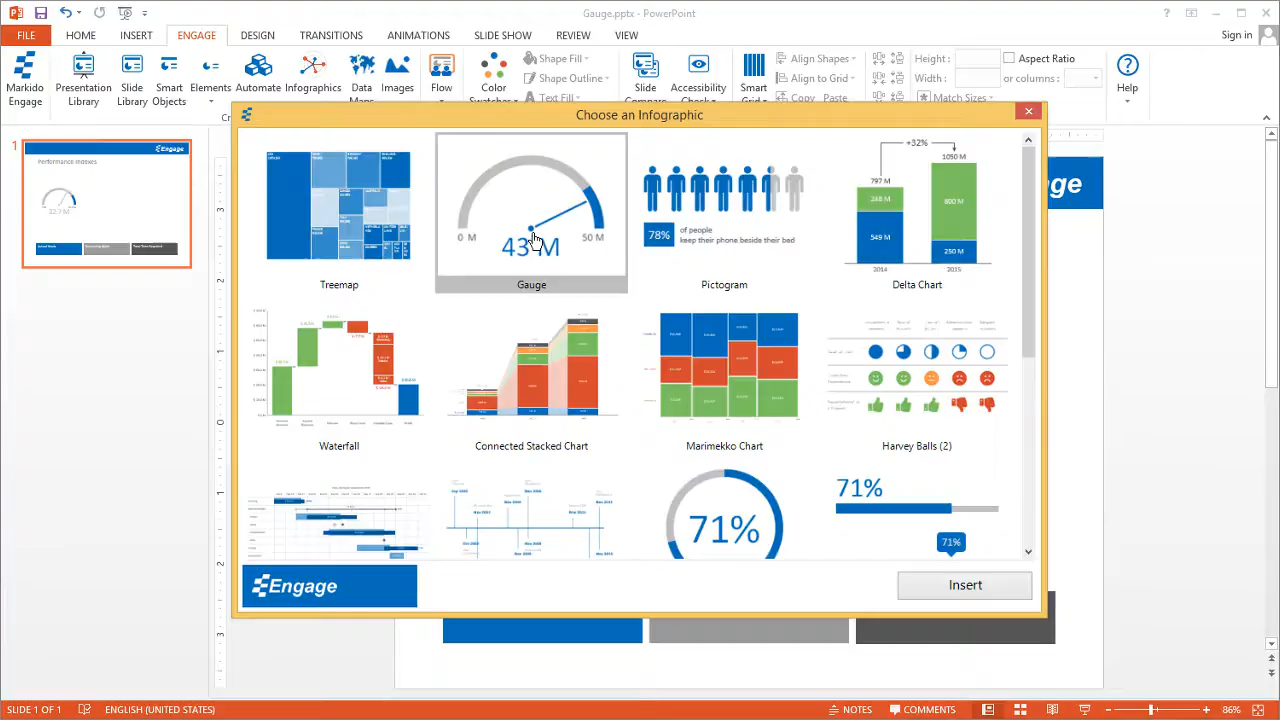 Gauge.pptx - PowerPoint
FILE
HOME
INSERT
ENGAGE
DESIGN
TRANSITIONS
ANIMATIONS
SLIDE SHOW
REVIEW
VIEW
Sign in
Markido
Engage
Presentation
Library
Slide
Library
Smart
Objects
Elements
Automate
Infographics
Data
Maps
Images
Flow
Color
Swatches
Shape Fill
Shape Outline
Text Fill
Slide
Compare
Accessibility
Check
Smart
Grid
Align Shapes
Align to Grid
Copy Paste
Height:
Width:
Match Sizes
Aspect Ratio
or columns:
Help
Choose an Infographic
1
Engage
Performance Indexes
32.7 M
0 M
50 M
43 M
78%
of people
keep their phone beside their bed
+32%
1050 M
797 M
248 M
800 M
549 M
250 M
2014
2015
Treemap
Gauge
Pictogram
Delta Chart
Waterfall
Connected Stacked Chart
Marimekko Chart
Harvey Balls (2)
71%
71%
71%
Engage
Insert
SLIDE 1 OF 1
ENGLISH (UNITED STATES)
NOTES
COMMENTS
86%